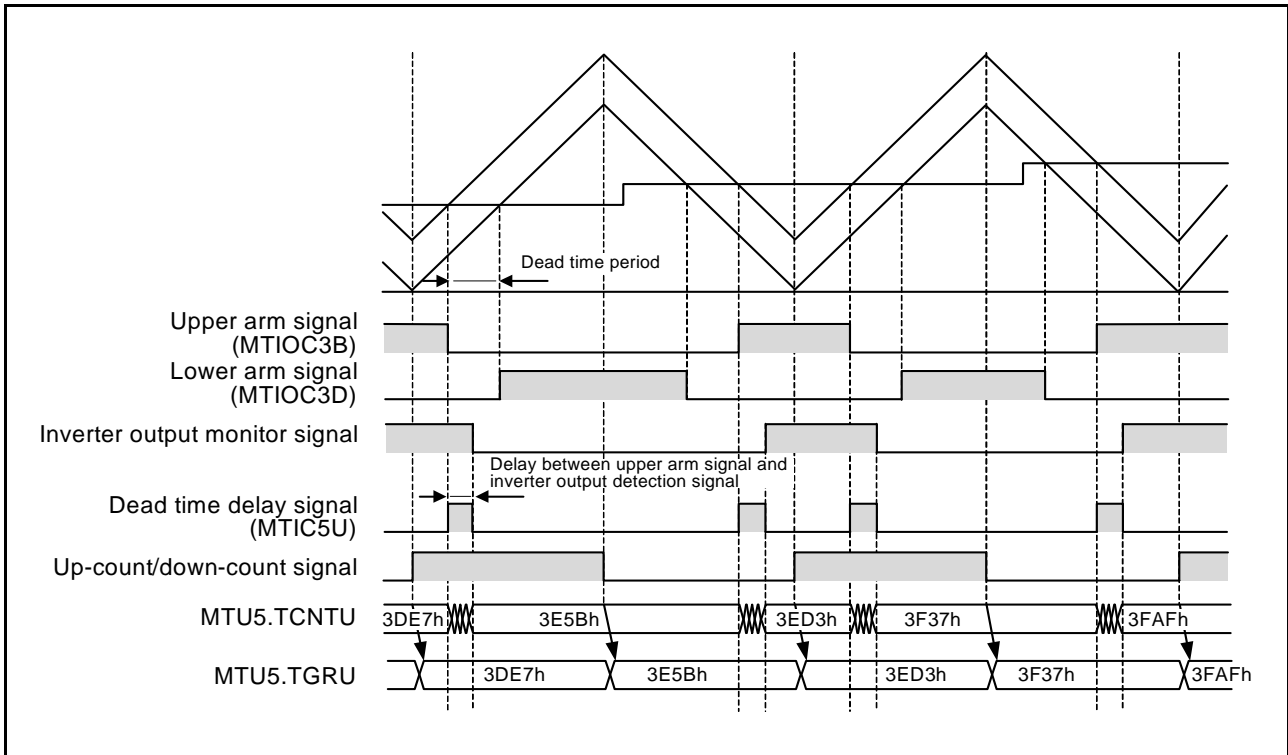 Dead time period
Upper arm signal
(MTIOC3B)
Lower arm signal
(MTIOC3D)
Inverter output monitor signal
Delay between upper arm signal and
inverter output detection signal
Dead time delay signal
(MTIC5U)
Up-count/down-count signal
MTU5.TCNTU 3DE7h 3E5Bh 3ED3h 3F37h 3FAFh
MTU5.TGRU 3DE7h 3E5Bh 3ED3h 3F37h 3FAFh